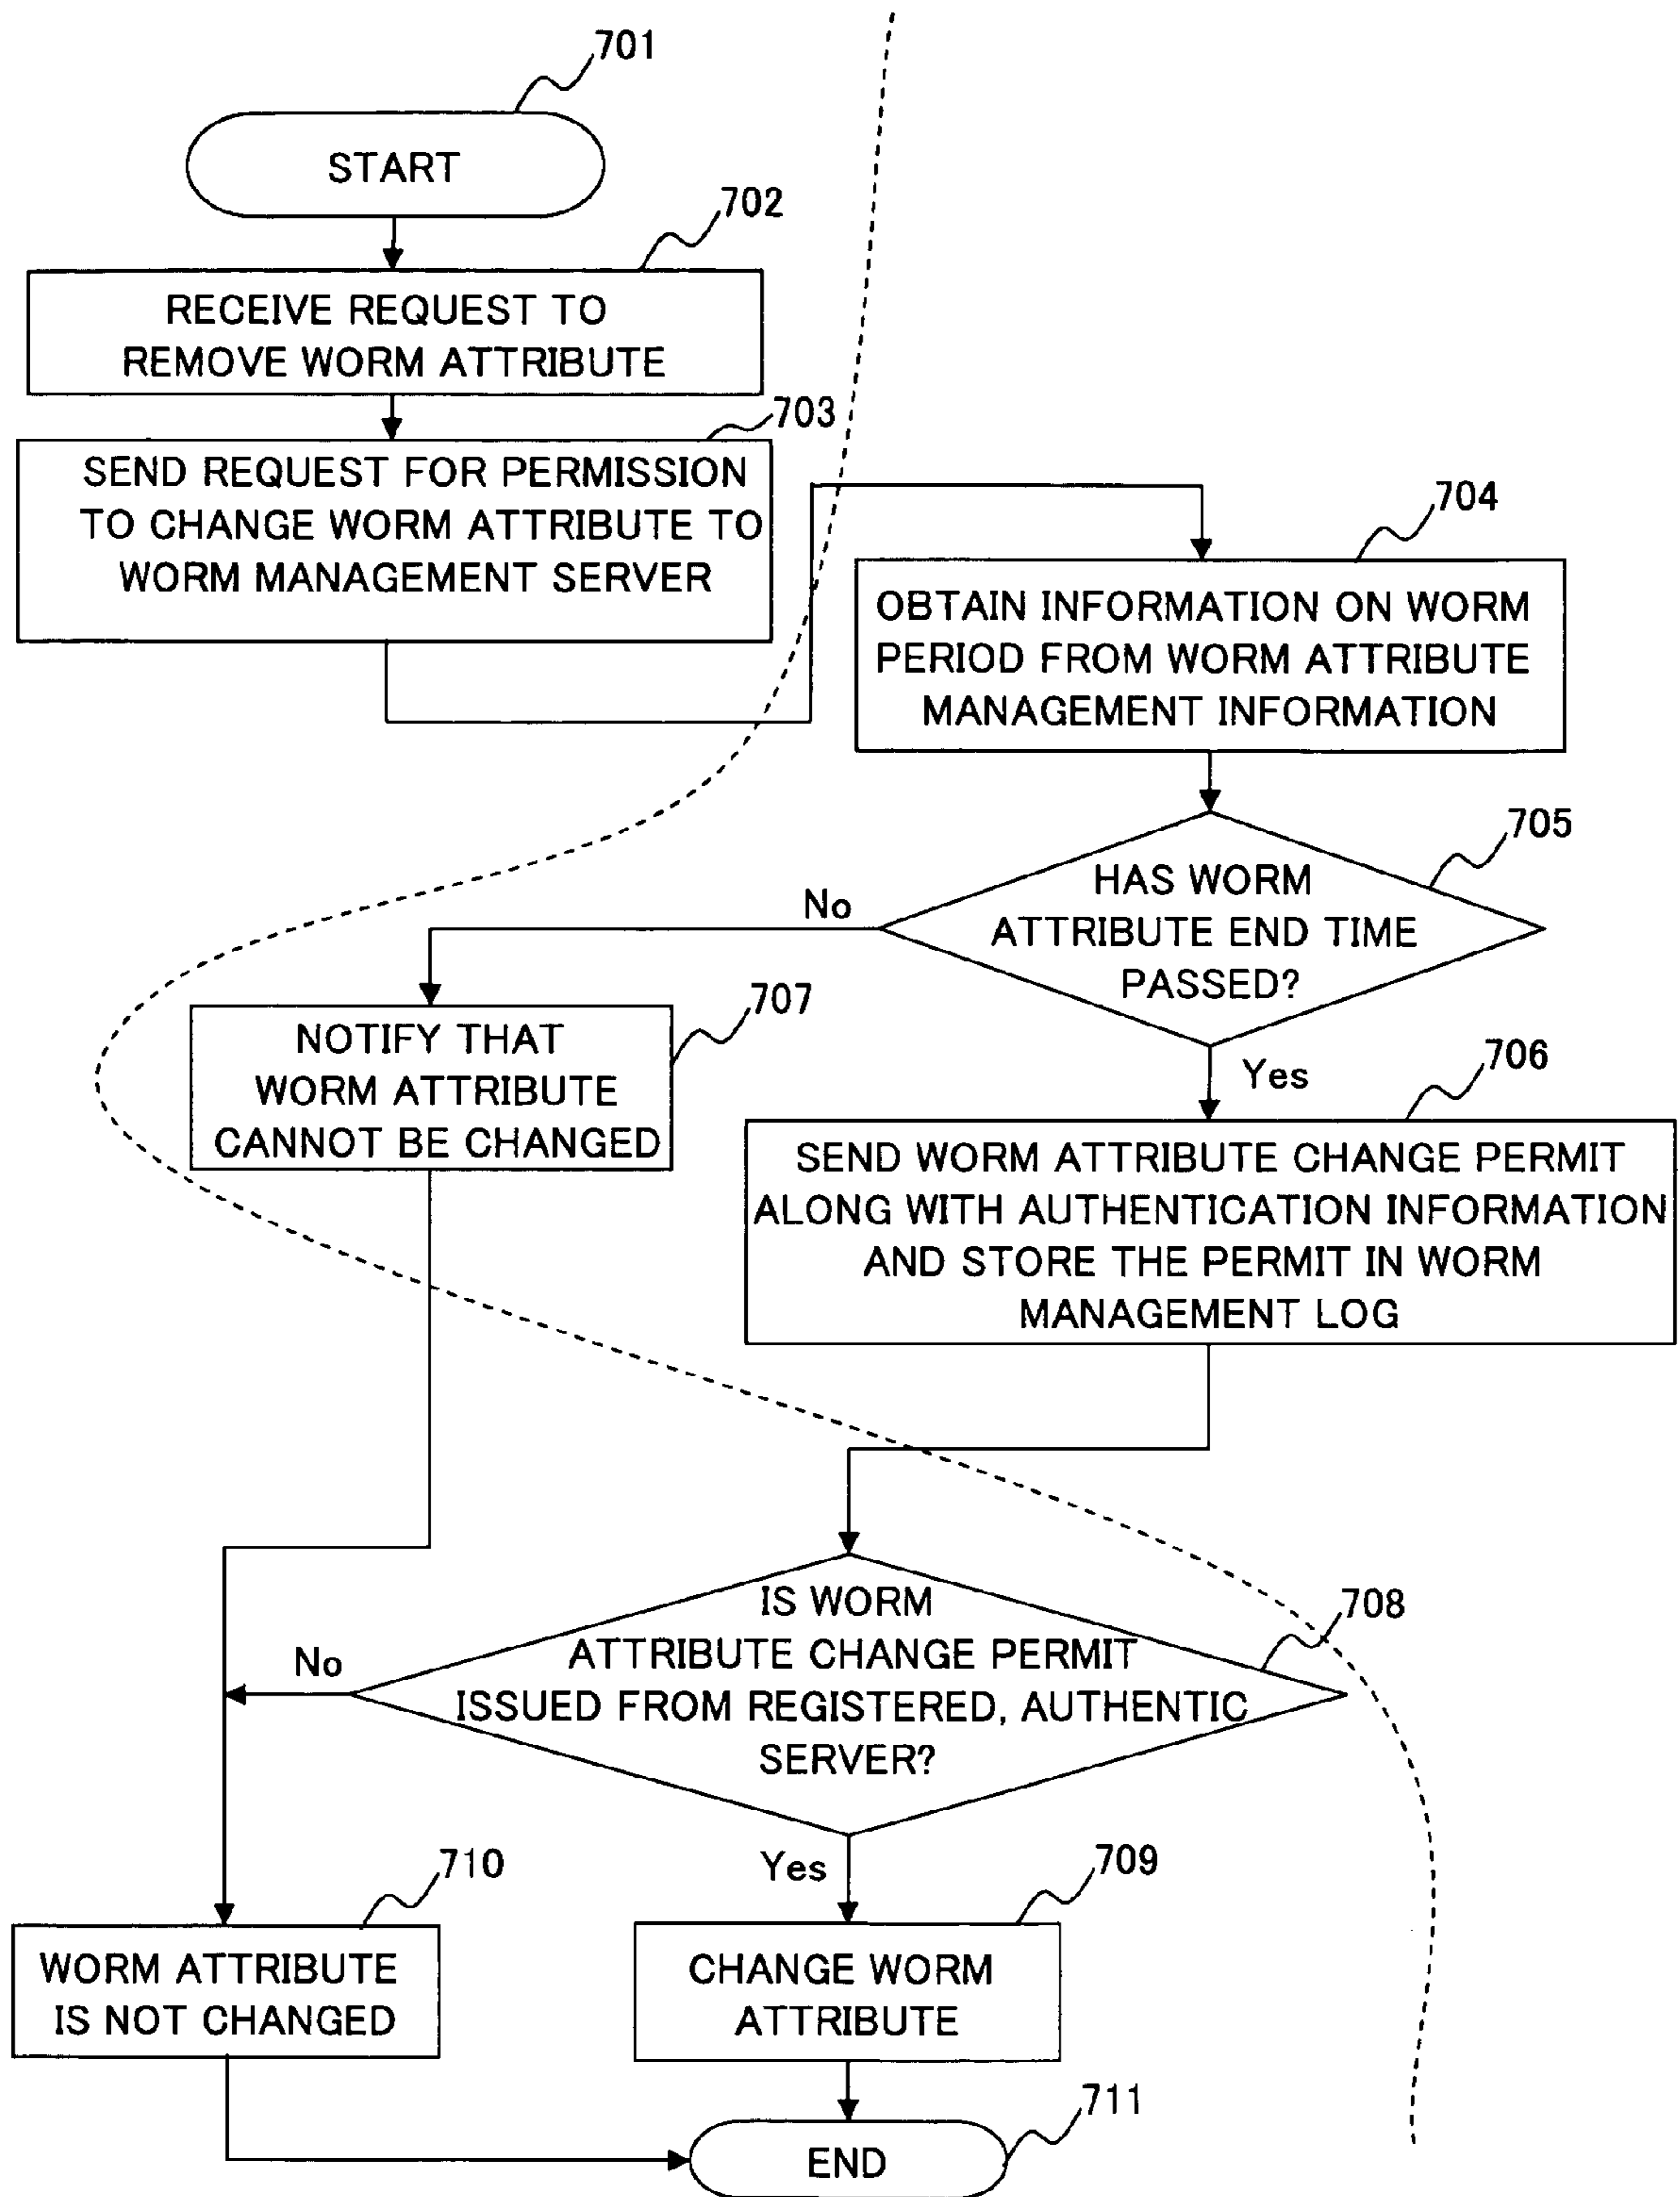 701
START
702
RECEIVE REQUEST TO
REMOVE WORM ATTRIBUTE
703
SEND REQUEST FOR PERMISSION
TO CHANGE WORM ATTRIBUTE TO
WORM MANAGEMENT SERVER
704
OBTAIN INFORMATION ON WORM
PERIOD FROM WORM ATTRIBUTE
MANAGEMENT INFORMATION
705
HAS WORM
ATTRIBUTE END TIME
PASSED?
No
707
NOTIFY THAT
WORM ATTRIBUTE
CANNOT BE CHANGED
Yes
706
SEND WORM ATTRIBUTE CHANGE PERMIT
ALONG WITH AUTHENTICATION INFORMATION
AND STORE THE PERMIT IN WORM
MANAGEMENT LOG
708
IS WORM
ATTRIBUTE CHANGE PERMIT
ISSUED FROM REGISTERED, AUTHENTIC
SERVER?
No
Yes
710
WORM ATTRIBUTE
IS NOT CHANGED
709
CHANGE WORM
ATTRIBUTE
711
END